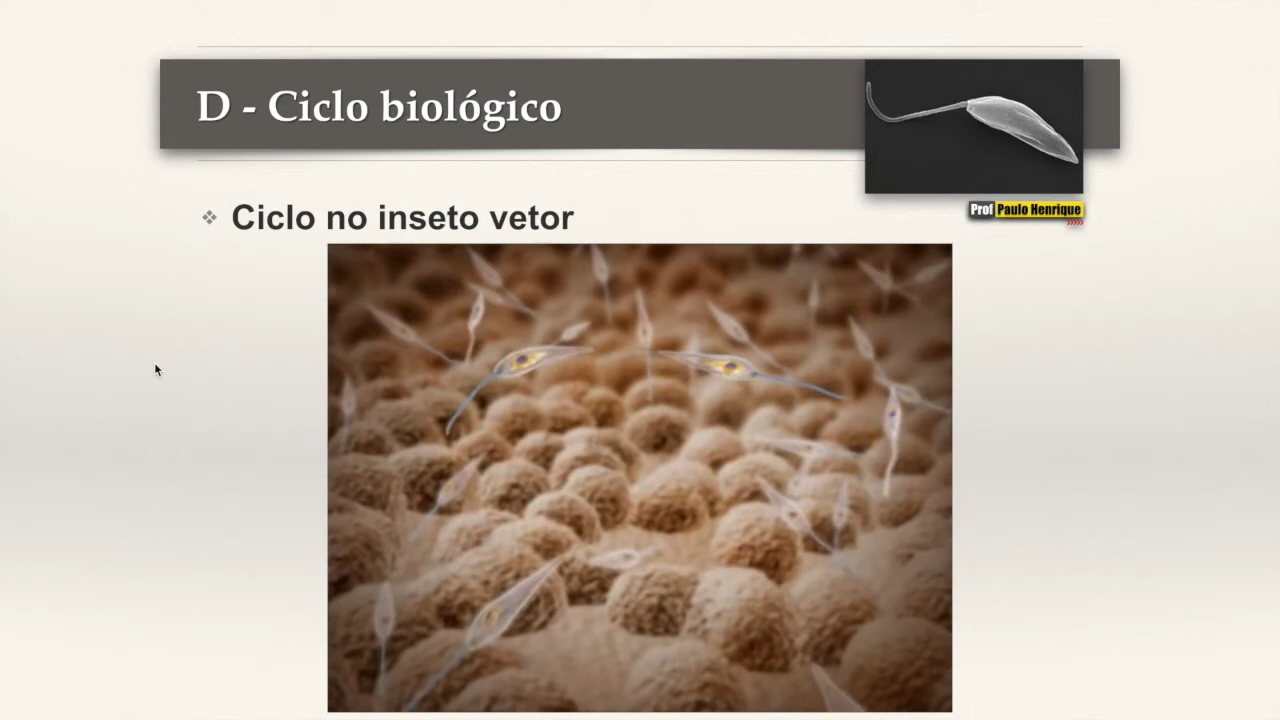 D - Ciclo biológico
Prof Paulo Henrique
Ciclo no inseto vetor